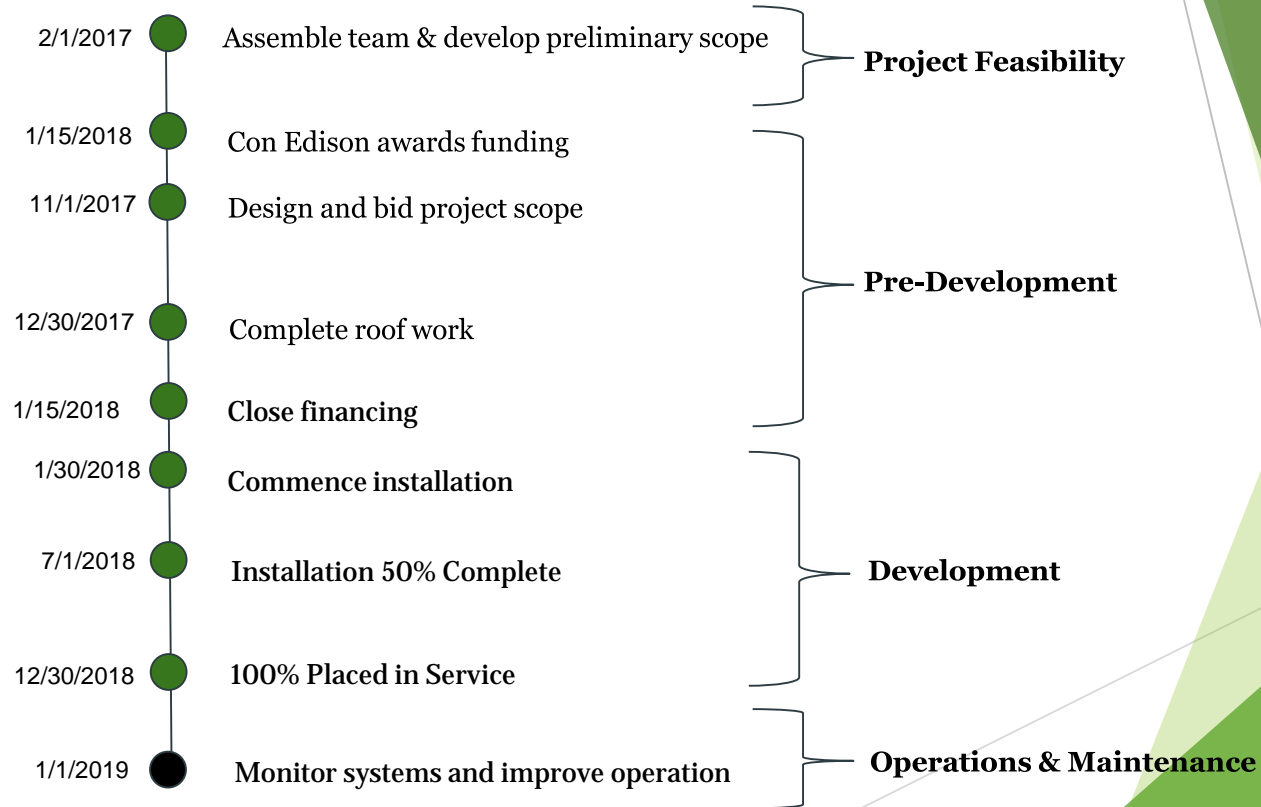 2/1/2017 Assemble team & develop preliminary scope
Project Feasibility
1/15/2018 Con Edison awards funding
11/1/2017 Design and bid project scope
Pre-Development
12/30/2017 Complete roof work
1/15/2018 Close financing
1/30/2018 Commence installation
7/1/2018 Installation 50% Complete
Development
12/30/2018 100% Placed in Service
1/1/2019 Monitor systems and improve operation
Operations & Maintenance